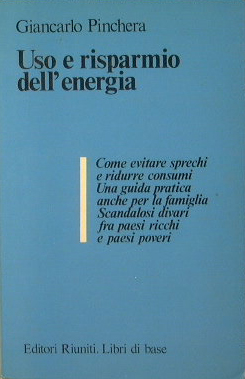 Giancarlo Pinchera
Uso e risparmio
dell'energia
Come evitare sprechi
e ridurre consumi
Una guida pratica
anche per la famiglia
Scandalosi divari
fra paesi ricchi
e paesi poveri
Editori Riuniti. Libri di base